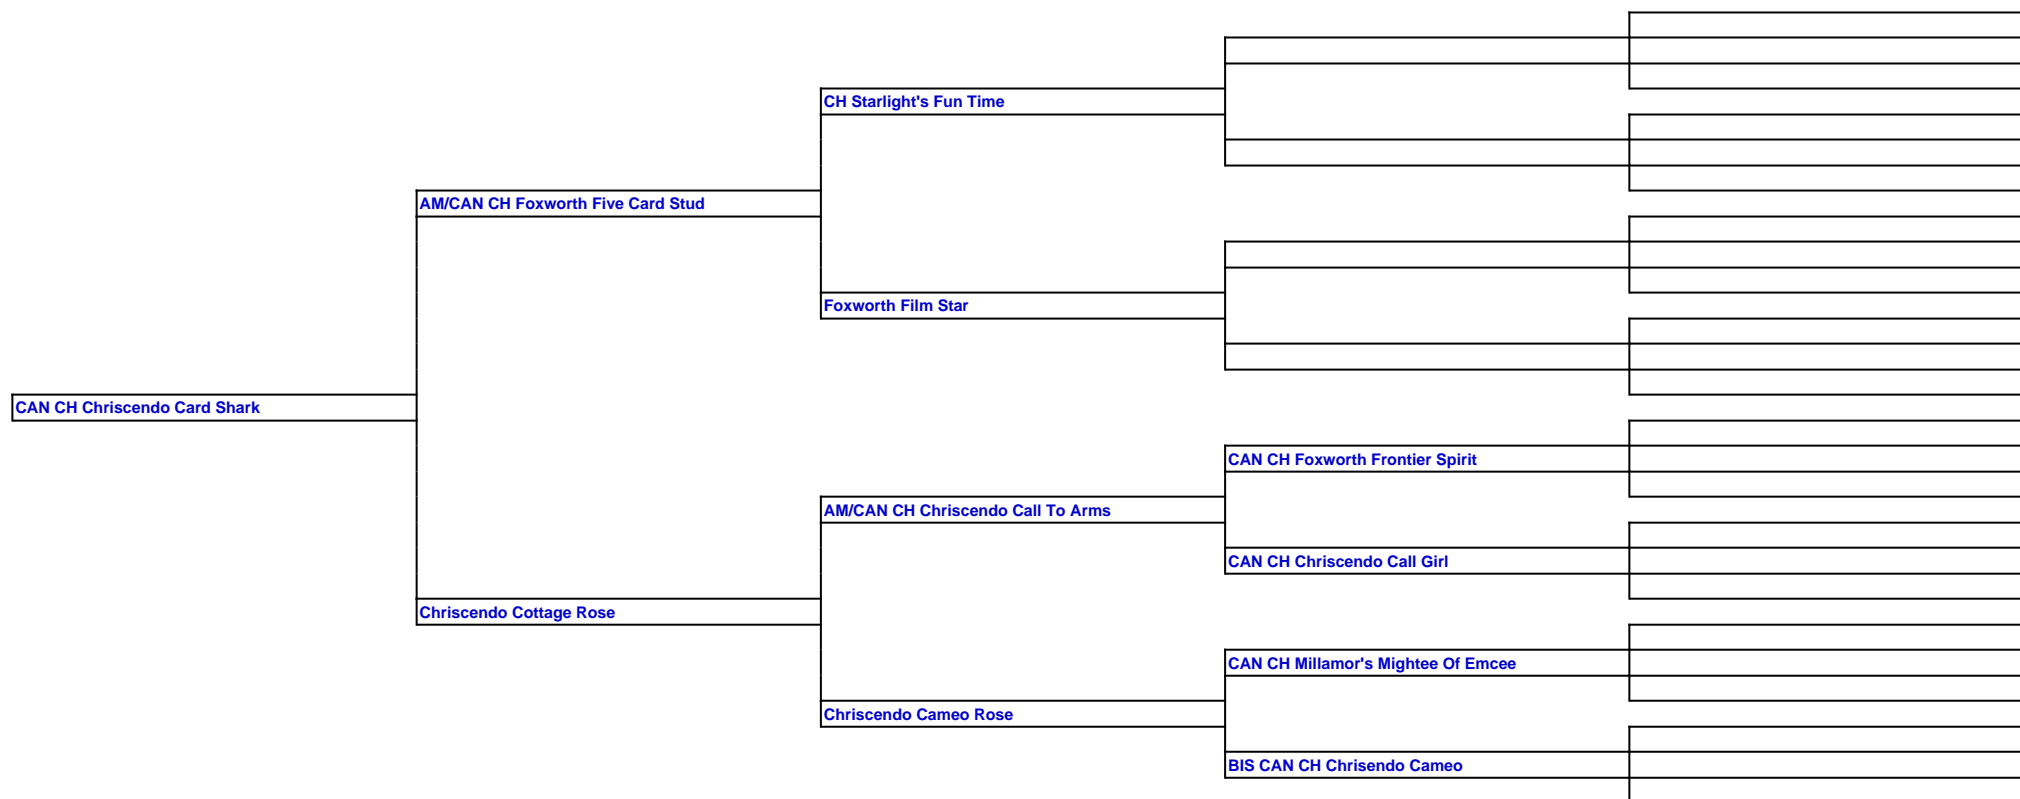 CH Starlight's Fun Time
AM/CAN CH Foxworth Five Card Stud
Foxworth Film Star
CAN CH Chriscendo Card Shark
CAN CH Foxworth Frontier Spirit
AM/CAN CH Chriscendo Call To Arms
CAN CH Chriscendo Call Girl
Chriscendo Cottage Rose
CAN CH Millamor's Mightee Of Emcee
Chriscendo Cameo Rose
BIS CAN CH Chrisendo Cameo